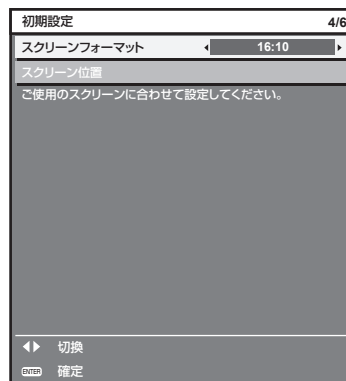 初期設定 4/6
スクリーンフォーマット 16:10
スクリーン位置
ご使用のスクリーンに合わせて設定してください。
切換
ENTER 確定